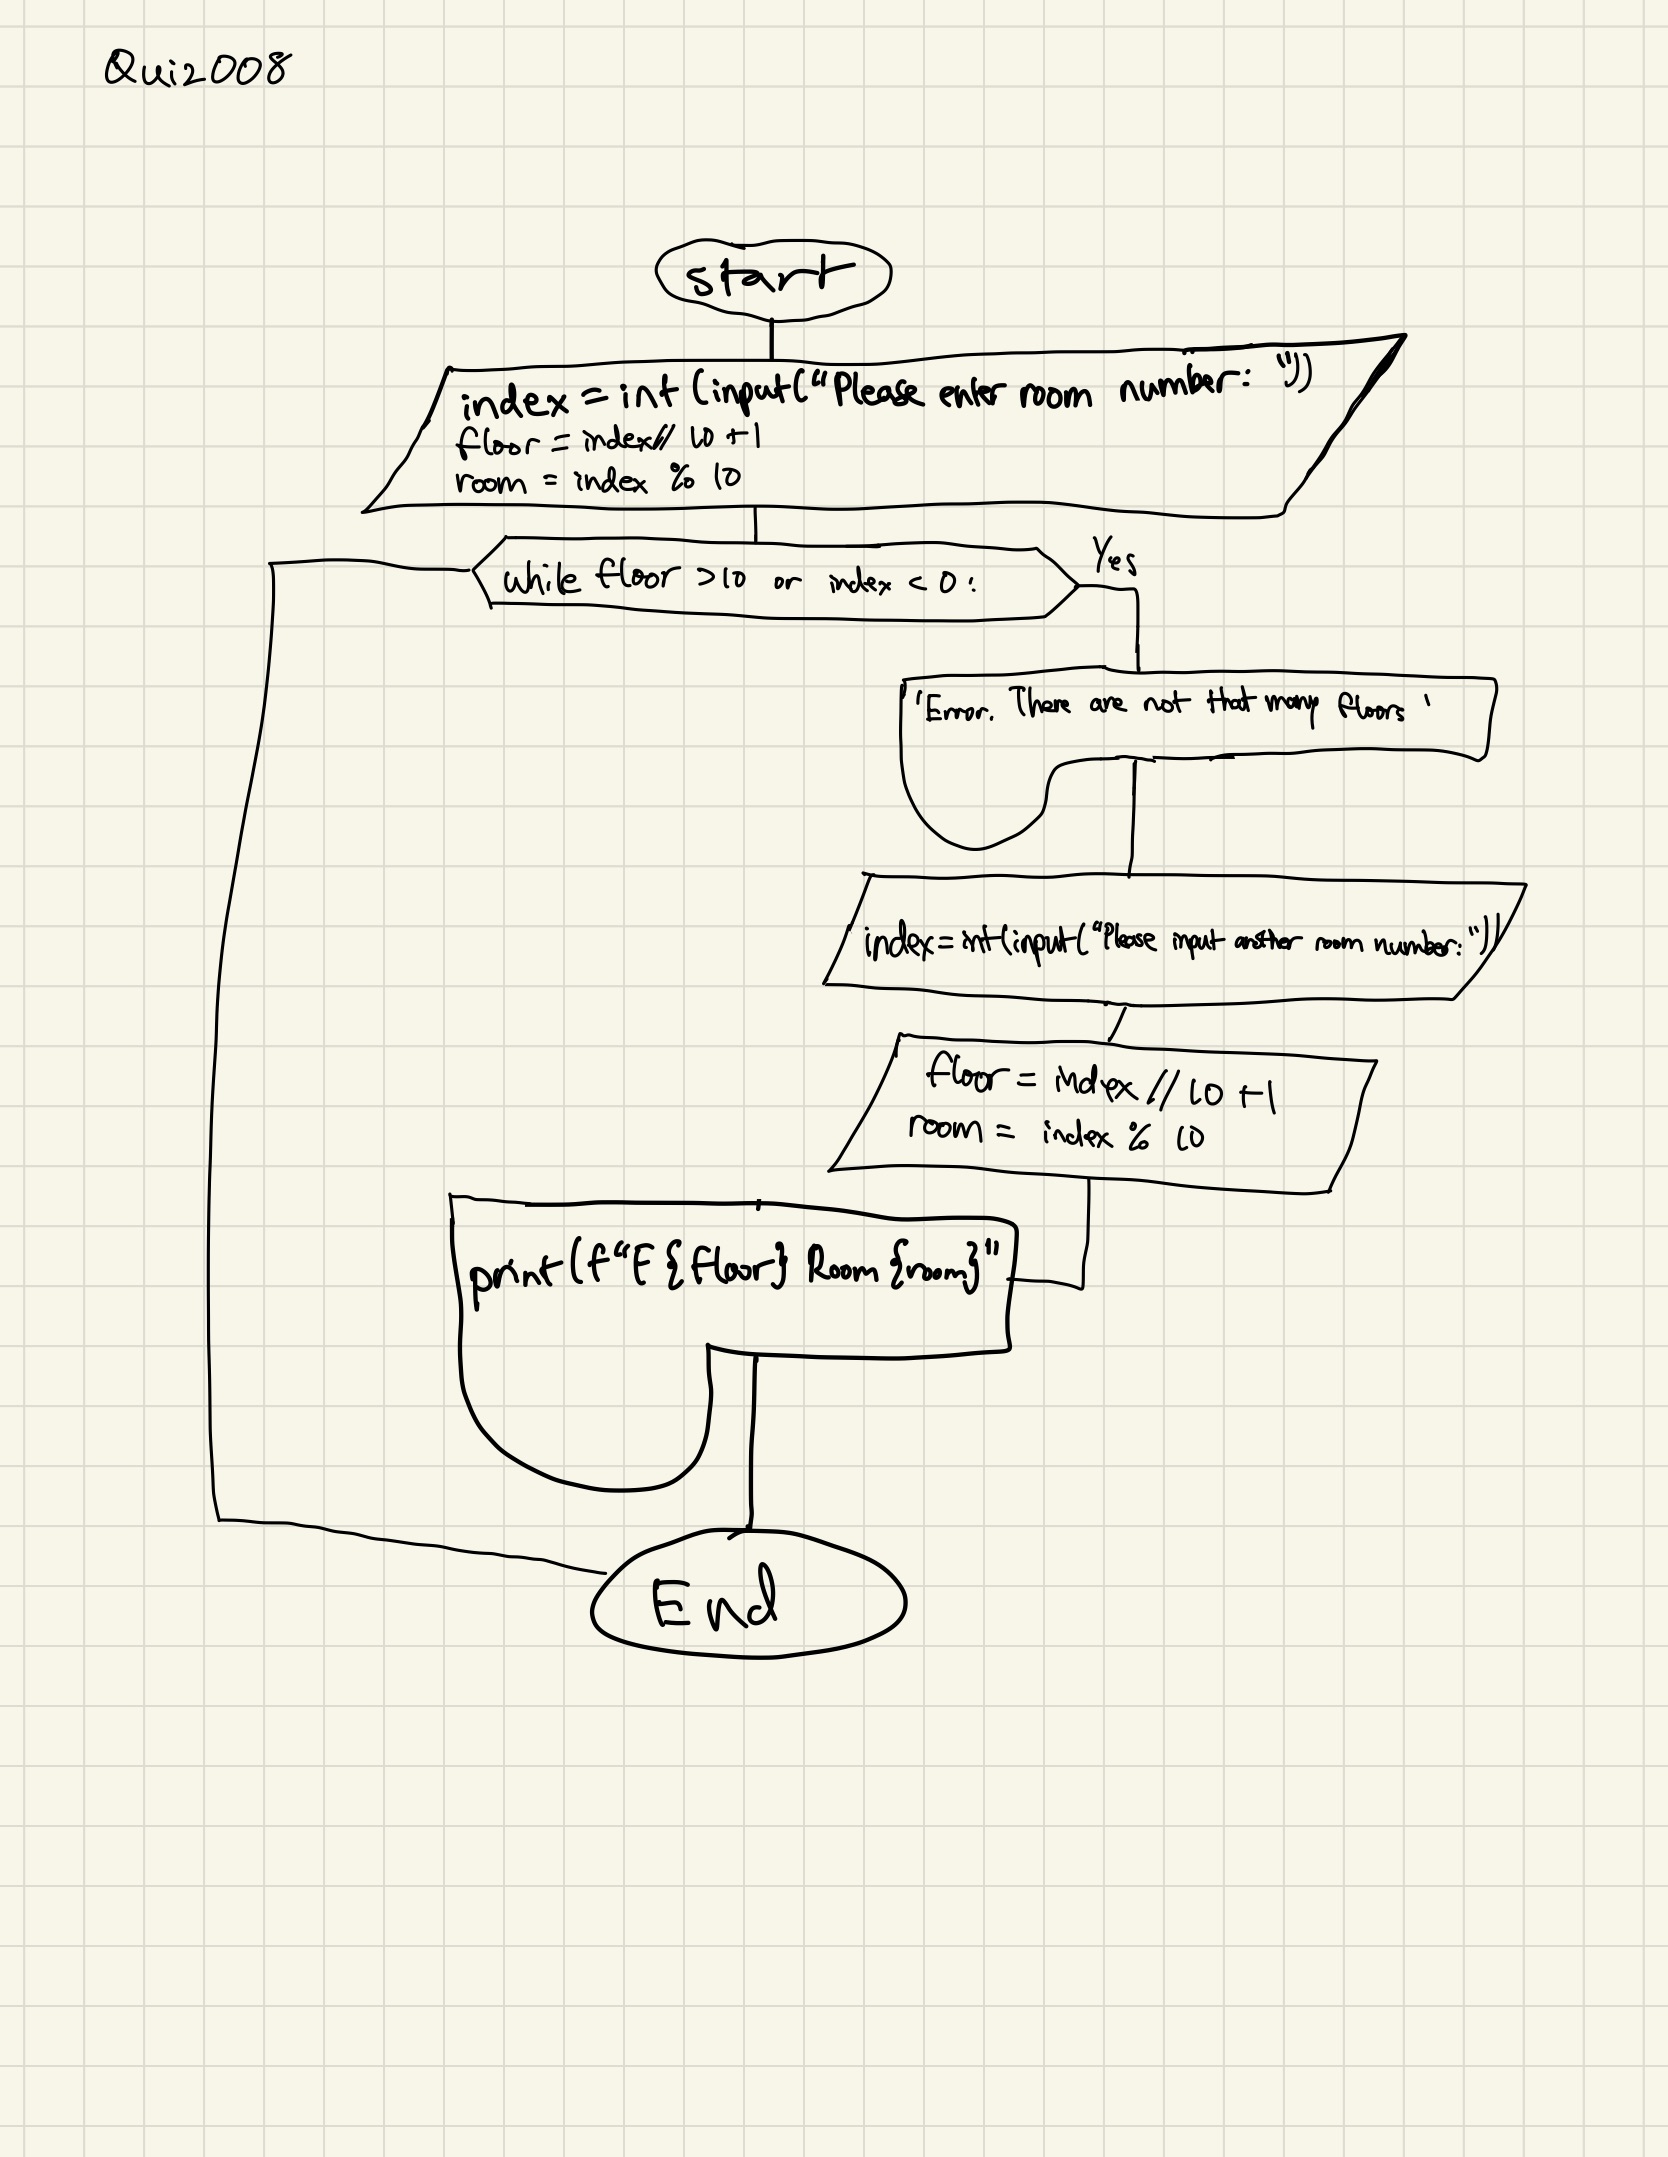 Quiz008
start
index = int (input("Please enter room number: "))
floor = index// 10 +1
room = index % 10
while floor >10 or index < 0 :
Yes
'Error. There are not that many floors '
index = int(input("Please input another room number: "))
floor = index // 10 +1
room = index % 10
print (f"F {floor} Room {room}"
End